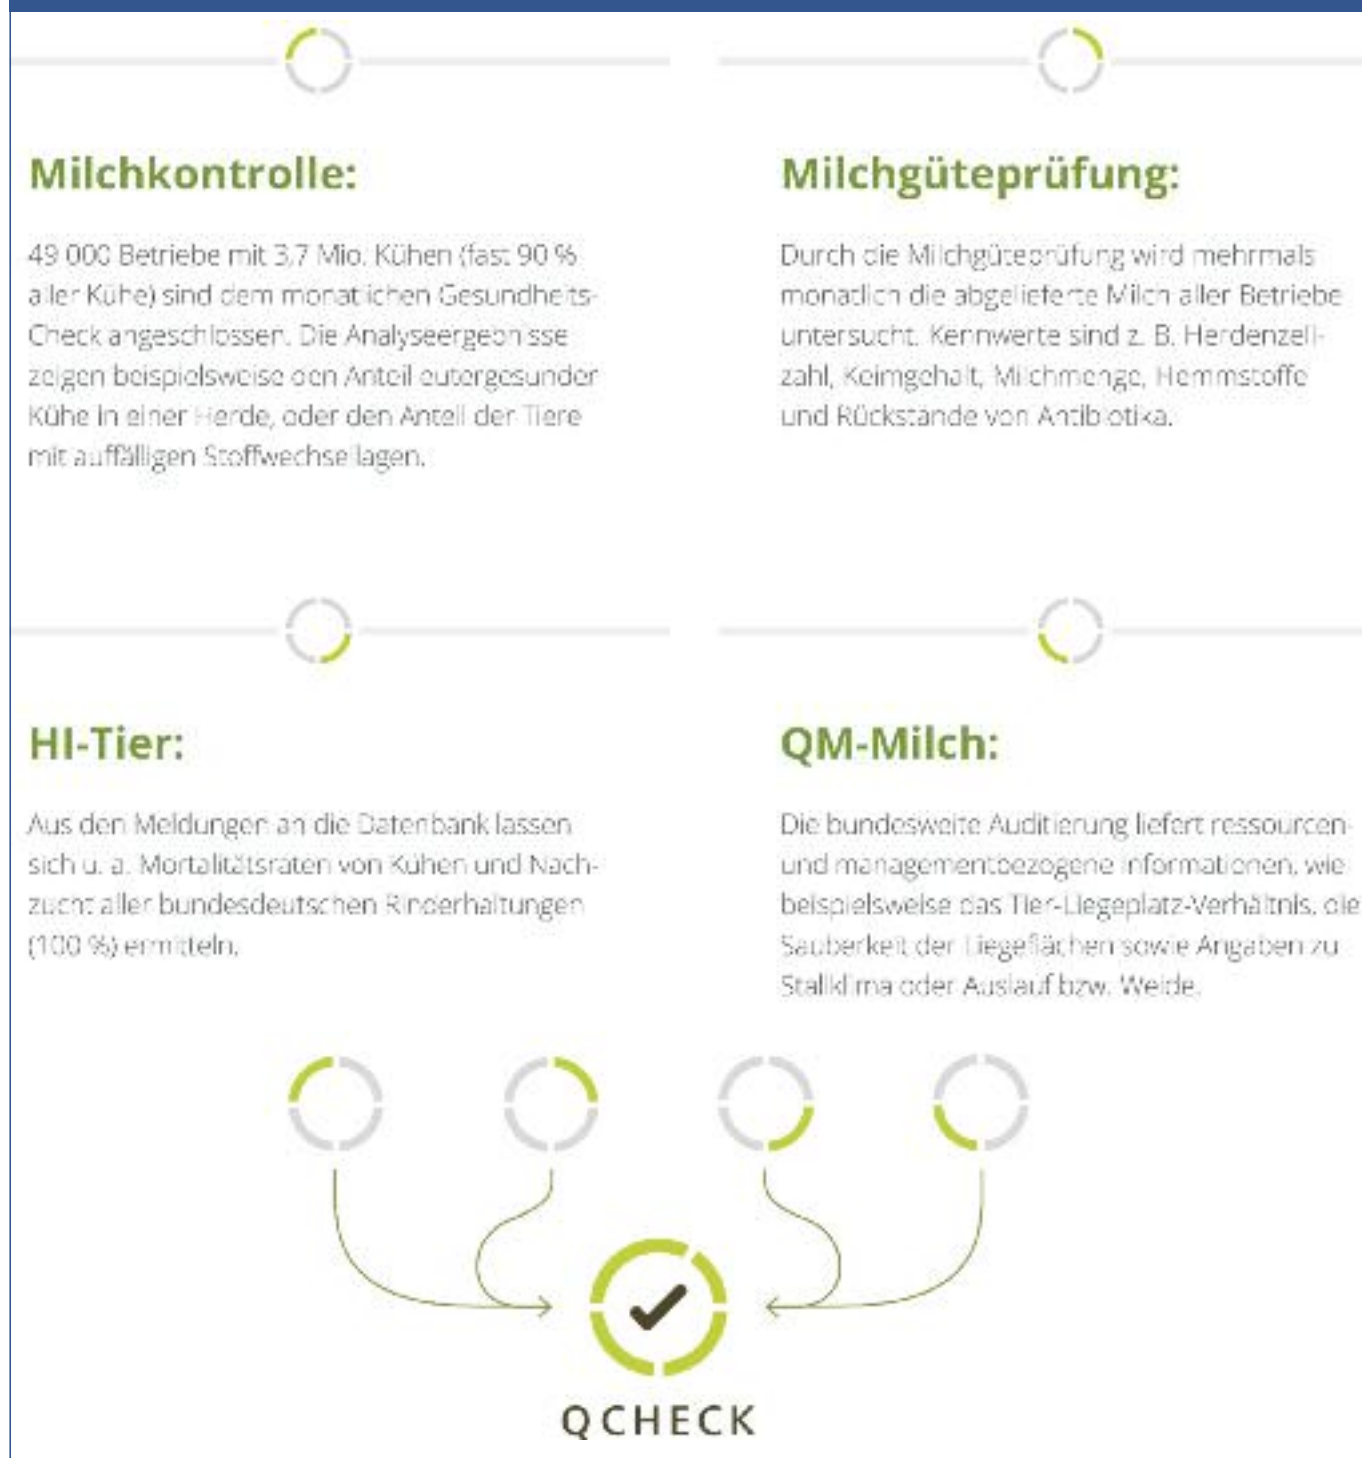 Milchkontrolle:
49 000 Betriebe mit 3,7 Mio. Kühen (fast 90 %
aller Kühe) sind dem monatlichen Gesundheits-
Check angeschlossen. Die Analyseergebnisse
zeigen beispielsweise den Anteil eutergesunder
Kühe in einer Herde, oder den Anteil der Tiere
mit auffälligen Stoffwechsellagen.
Milchgüteprüfung:
Durch die Milchgüteprüfung wird mehrmals
monatlich die abgelieferte Milch aller Betriebe
untersucht. Kennwerte sind z. B. Herdenzell-
zahl, Keimgehalt, Milchmenge, Hemmstoffe
und Rückstände von Antibiotika.
HI-Tier:
Aus den Meldungen an die Datenbank lassen
sich u. a. Mortalitätsraten von Kühen und Nach-
zucht aller bundesdeutschen Rinderhaltungen
(100 %) ermitteln.
QM-Milch:
Die bundesweite Auditierung liefert ressourcen-
und managementbezogene Informationen, wie
beispielsweise das Tier-Liegeplatz-Verhältnis, die
Sauberkeit der Liegeflächen sowie Angaben zu
Stallklima oder Auslauf bzw. Weide.
Q CHECK